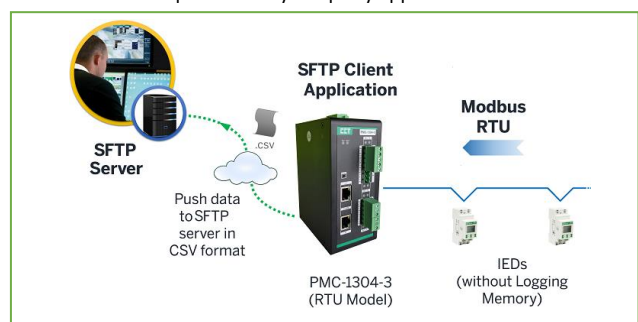 SFTP Client
Application
Modbus
RTU
.CSV
SFTP
Server
Push data
to SFTP
server in
CSV format
CET
PMC-1304-3
(RTU Model)
IEDs
(without Logging
Memory)